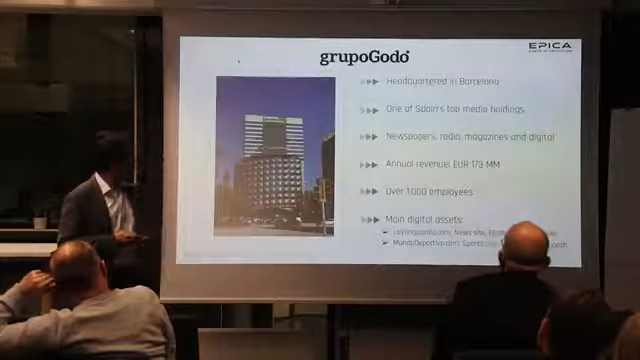 grupoGodó
EPICA
Headquartered in Barcelona
One of Spain's top media holdings
Newspapers, radio, magazines and digital
Annual revenue: EUR 173 MM
Over 1000 employees
Main digital assets:
LaVanguardia.com: News site,
MundoDeportivo.com: Sports